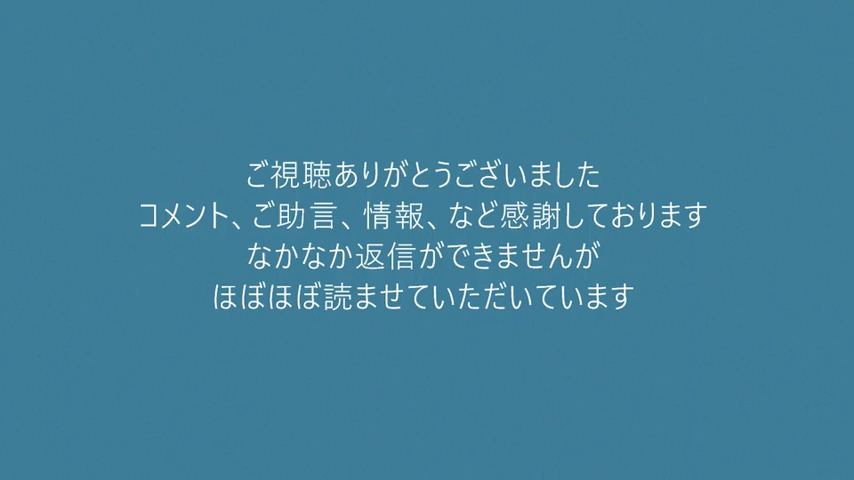 ご視聴ありがとうございました
コメント、ご助言、情報、など感謝しております
なかなか返信ができませんが
ほぼほぼ読ませていただいています